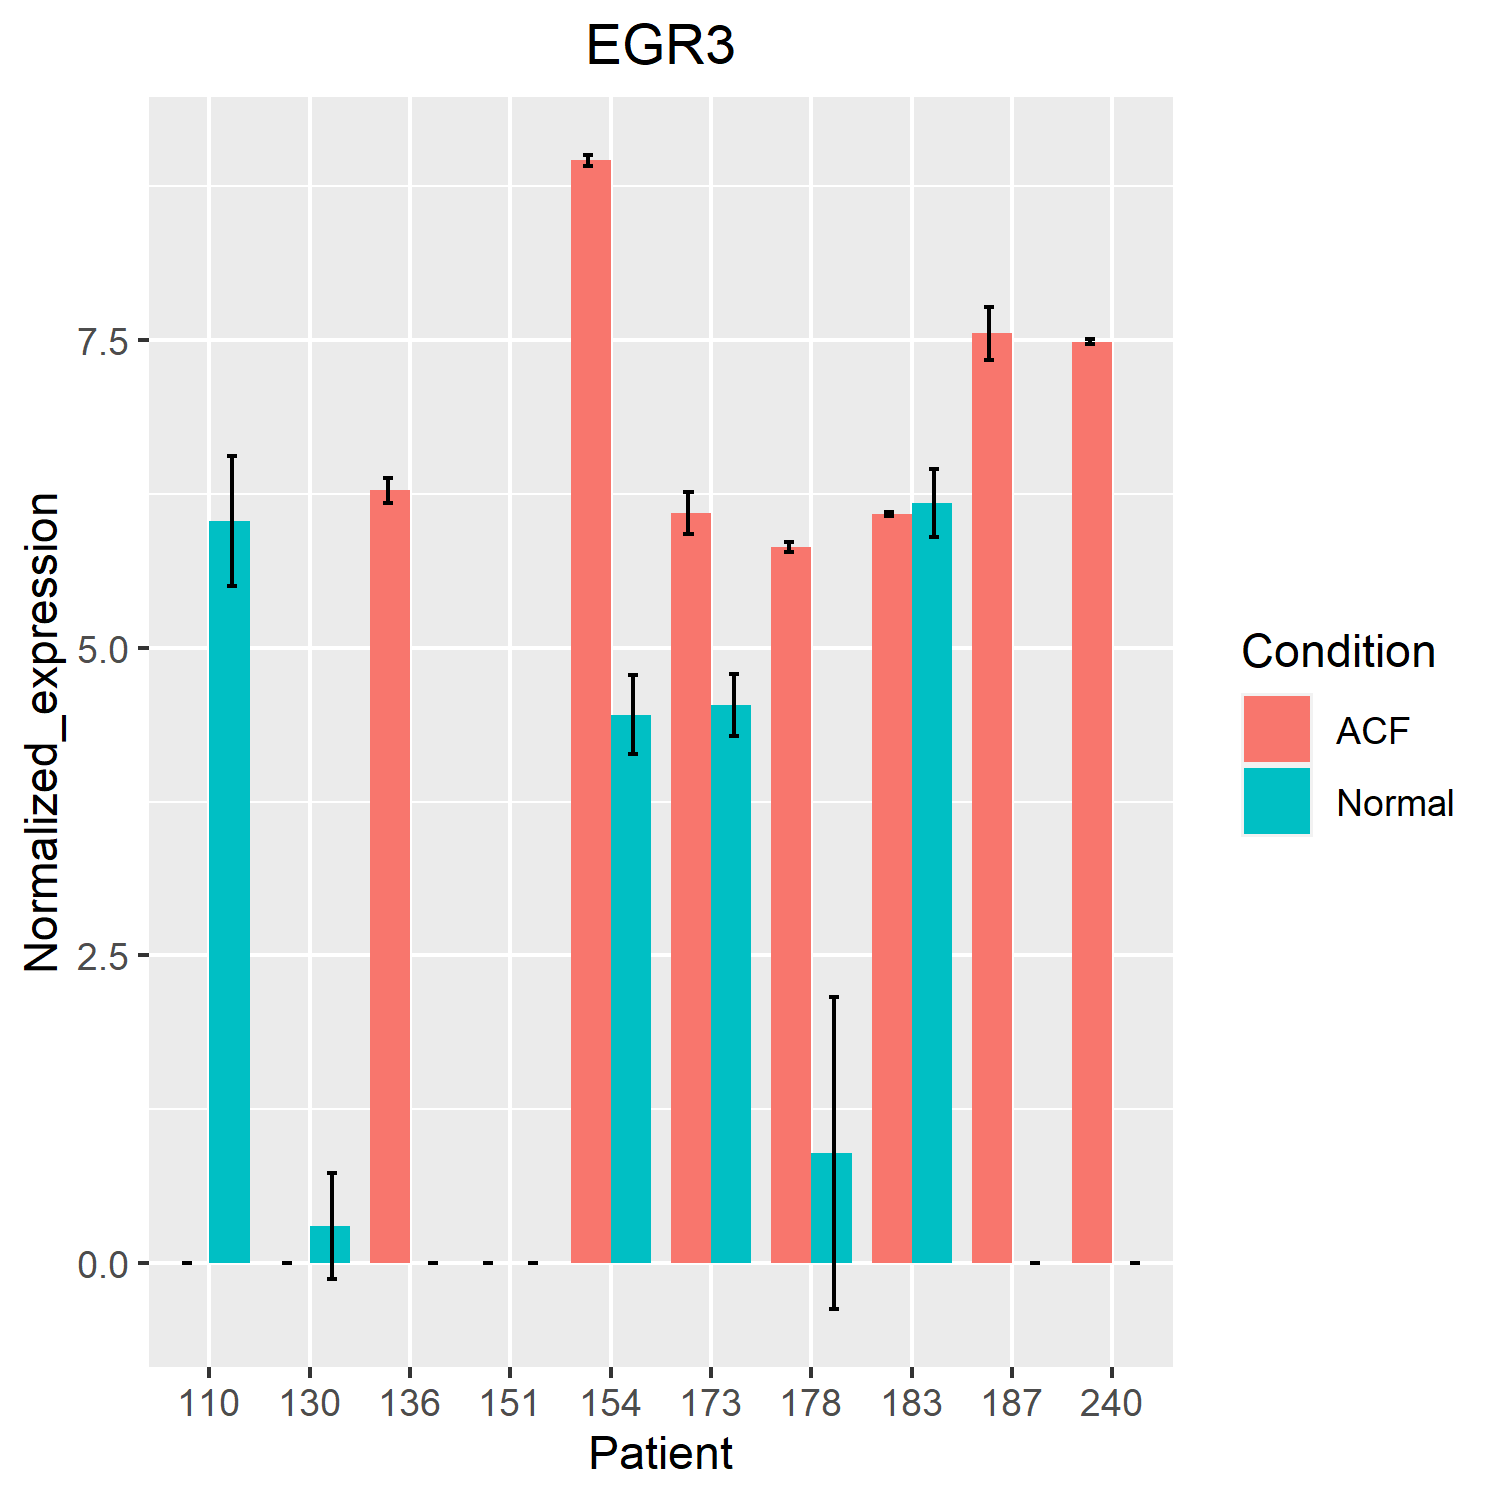 EGR3
7.5
5.0
2.5
0.0
Normalized_expression
110 130 136 151 154 173 178 183 187 240
Patient
Condition
ACF
Normal